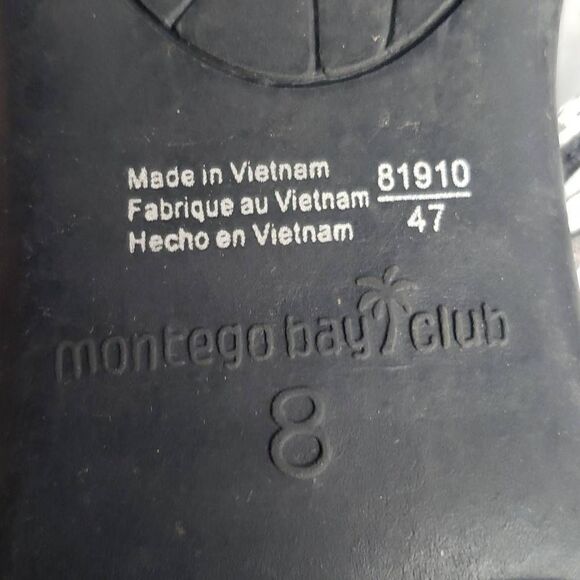 Made in Vietnam
Fabrique au Vietnam
Hecho en Vietnam
81910
47
montego bay club
8